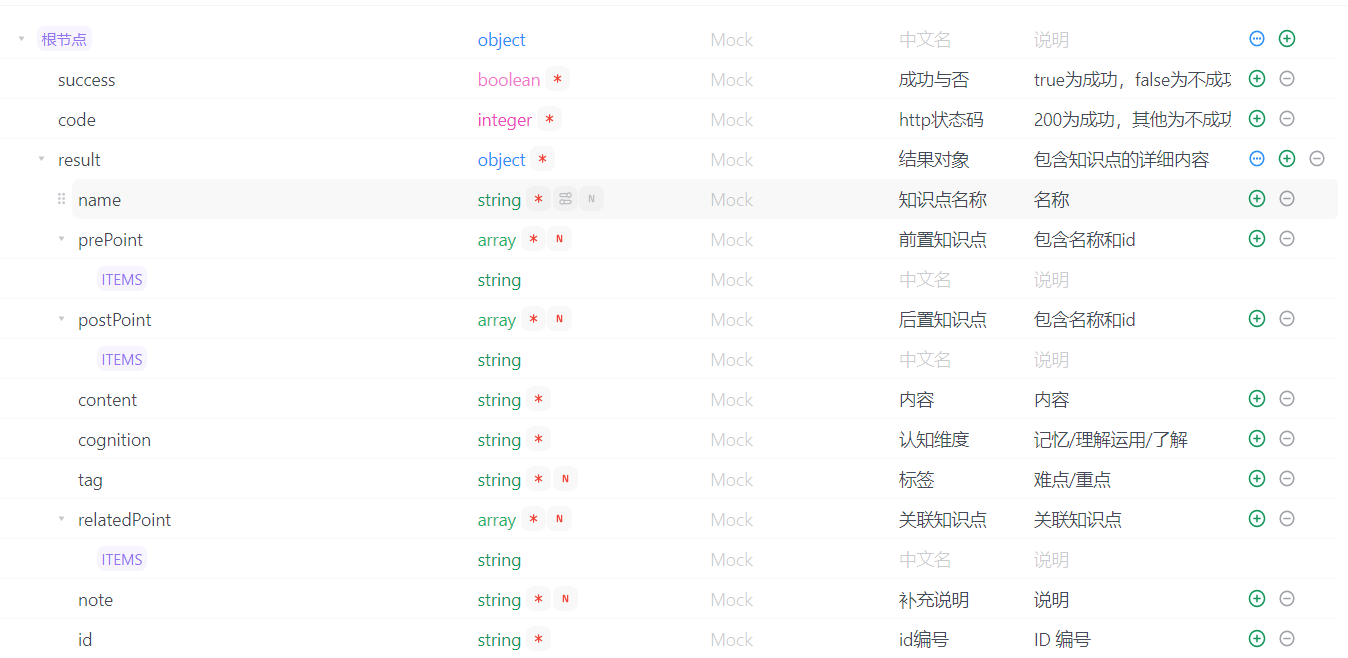 根节点 object Mock 中文名 说明
success boolean * Mock 成功与否 true为成功，false为不成功
code integer * Mock http状态码 200为成功，其他为不成功
result object * Mock 结果对象 包含知识点的详细内容
name string * N Mock 知识点名称 名称
prePoint array * N Mock 前置知识点 包含名称和id
ITEMS string Mock 中文名 说明
postPoint array * N Mock 后置知识点 包含名称和id
ITEMS string Mock 中文名 说明
content string * Mock 内容 内容
cognition string * Mock 认知维度 记忆/理解运用/了解
tag string * N Mock 标签 难点/重点
relatedPoint array * N Mock 关联知识点 关联知识点
ITEMS string Mock 中文名 说明
note string * N Mock 补充说明 说明
id string * Mock id编号 ID 编号